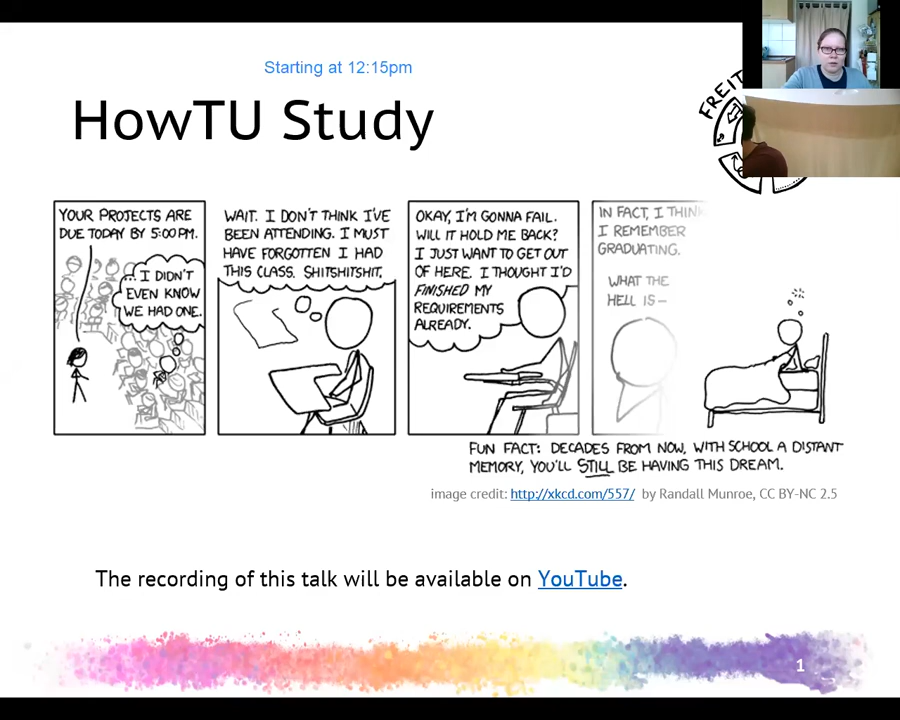 Starting at 12:15pm
HowTU Study
FREIT
YOUR PROJECTS ARE
DUE TODAY BY 5:00 PM.
...I DIDN'T
EVEN KNOW
WE HAD ONE.
WAIT. I DON'T THINK I'VE
BEEN ATTENDING. I MUST
HAVE FORGOTTEN I HAD
THIS CLASS. SHITSHITSHIT.
OKAY, I'M GONNA FAIL.
WILL IT HOLD ME BACK?
I JUST WANT TO GET OUT
OF HERE. I THOUGHT I'D
FINISHED MY
REQUIREMENTS
ALREADY.
IN FACT, I THINK
I REMEMBER
GRADUATING.
WHAT THE
HELL IS—
FUN FACT: DECADES FROM NOW, WITH SCHOOL A DISTANT
MEMORY, YOU'LL STILL BE HAVING THIS DREAM.
image credit: http://xkcd.com/557/ by Randall Munroe, CC BY-NC 2.5
The recording of this talk will be available on YouTube.
1